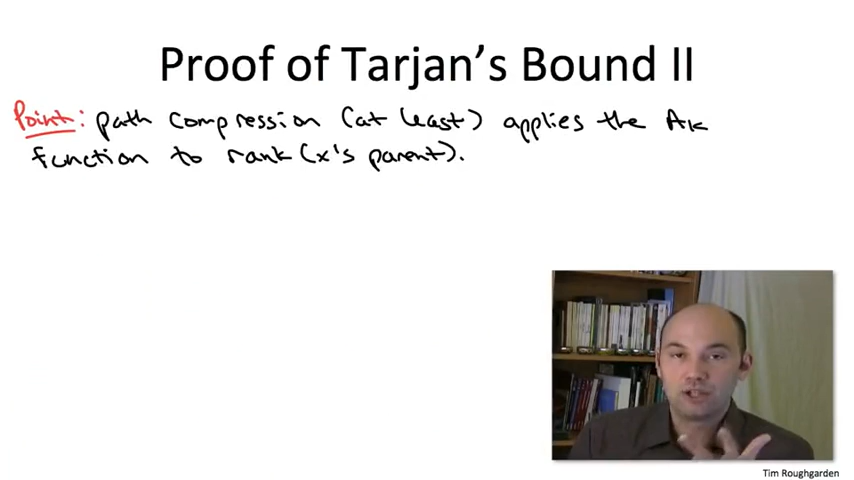 Proof of Tarjan's Bound II
Point: path compression (at least) applies the Ak
function to rank(x's parent).
Tim Roughgarden